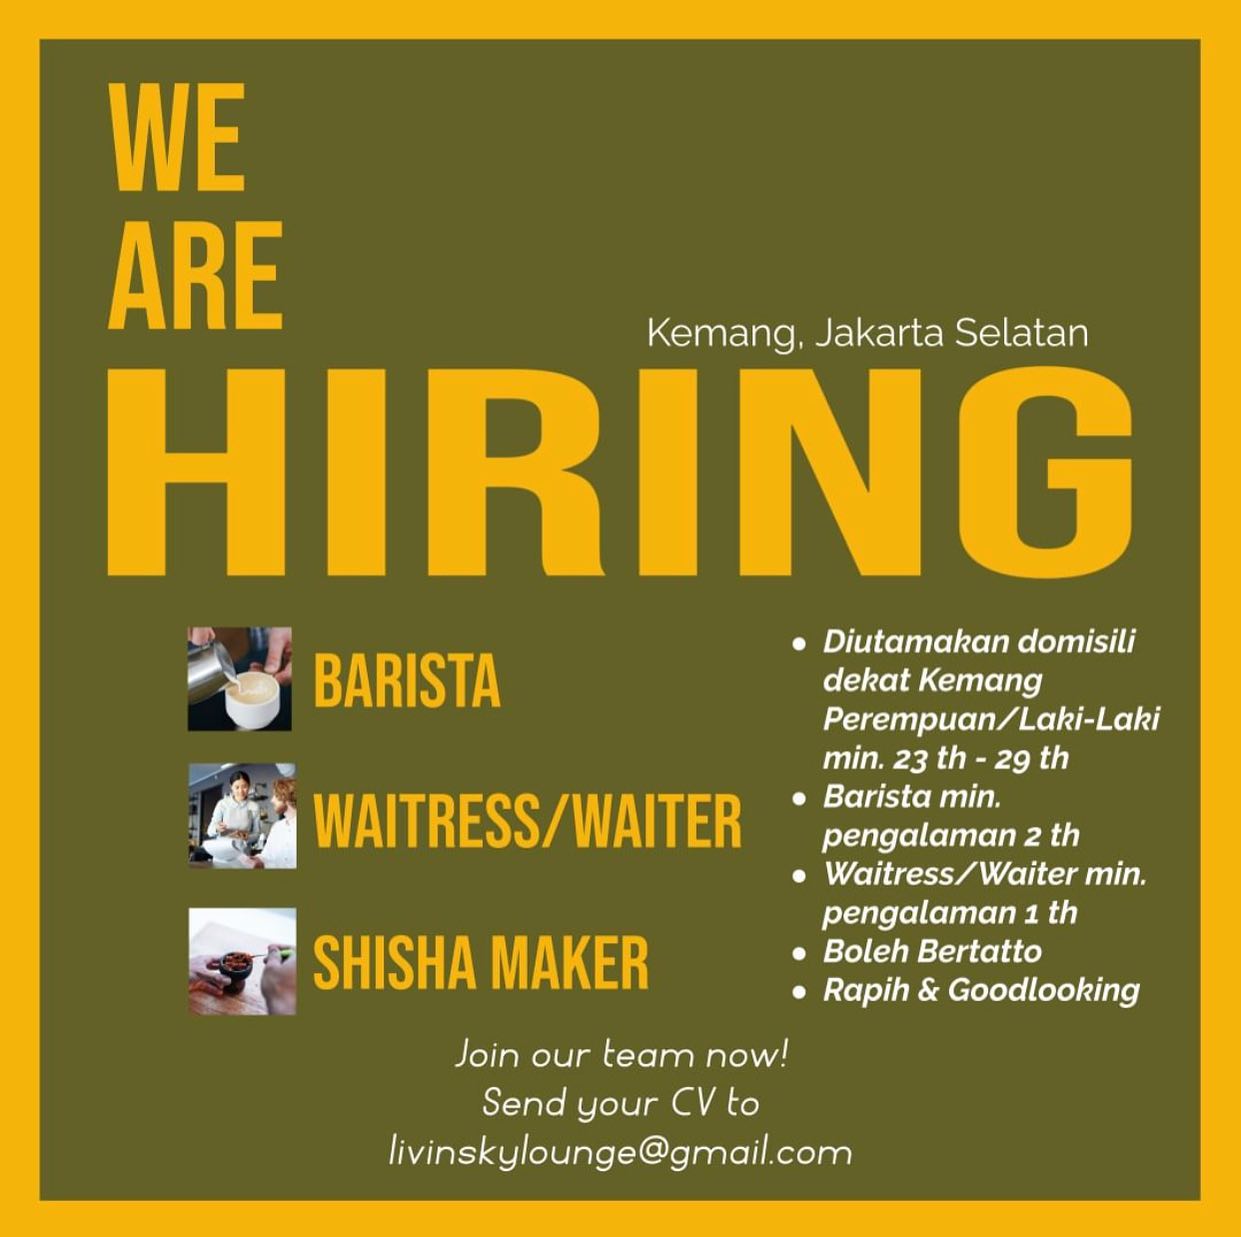 WE
ARE
Kemang, Jakarta Selatan
HIRING
BARISTA
WAITRESS/WAITER
SHISHA MAKER
• Diutamakan domisili
dekat Kemang
Perempuan/Laki-Laki
min. 23 th - 29 th
• Barista min.
pengalaman 2 th
• Waitress/Waiter min.
pengalaman 1 th
• Boleh Bertatto
• Rapih & Goodlooking
Join our team now!
Send your CV to
livinskylounge@gmail.com